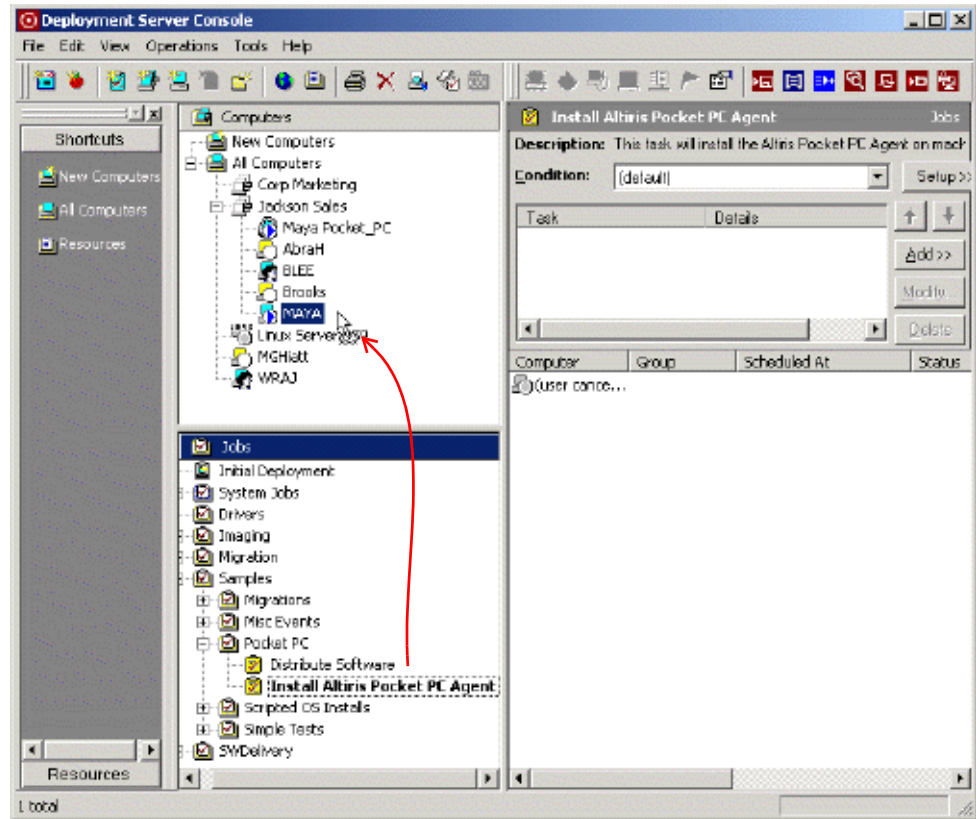 Deployment Server Console
File Edit View Operations Tools Help
Shortcuts
New Computers
All Computers
Resources
Resources
Computers
New Computers
All Computers
Corp Marketing
Jackson Sales
Maya Pocket_PC
AbraH
BLEE
Brooks
MAYA
Linux Server
MGHiatt
WRAJ
Jobs
Initial Deployment
System Jobs
Drivers
Imaging
Migration
Samples
Migrations
Misc Events
Pocket PC
Distribute Software
Install Altiris Pocket PC Agent
Scripted OS Installs
Simple Tests
SWDelivery
Install Altiris Pocket PC Agent Jobs
Description: This task will install the Altiris Pocket PC Agent on mach
Condition: (default) Setup >>
Task Details
Add >>
Modify...
Delete
Computer Group Scheduled At Status
(user cance...
1 total